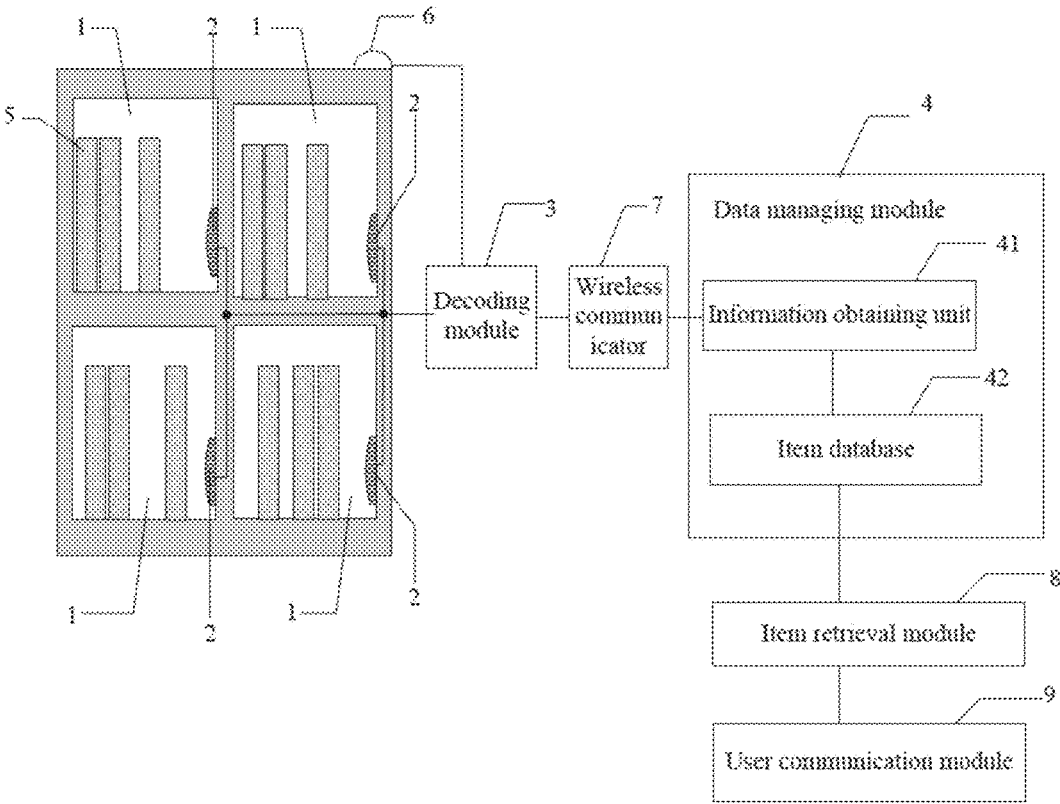 1
2
1
6
5
2
4
3
7
Data managing module
41
Decoding
module
Wireless
commun
icator
Information obtaining unit
42
Item database
1
2
1
2
8
Item retrieval module
9
User communication module